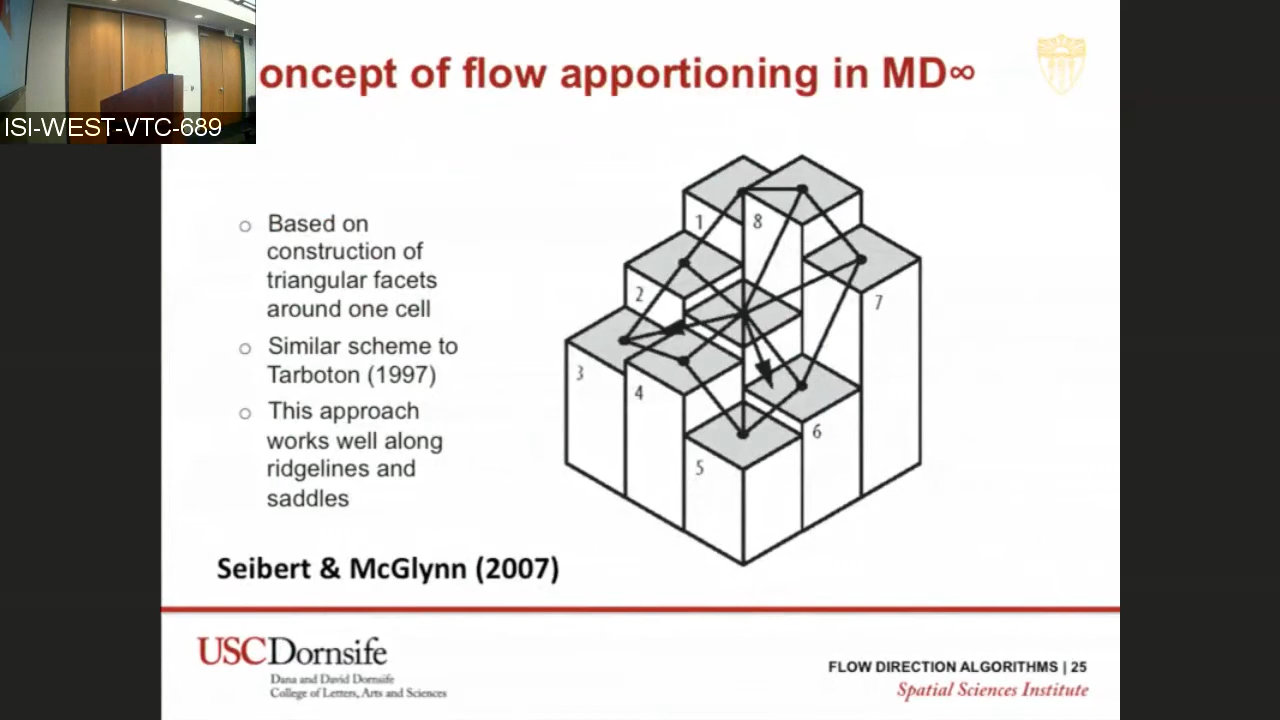 ISI-WEST-VTC-689
oncept of flow apportioning in MD∞
○ Based on
construction of
triangular facets
around one cell
○ Similar scheme to
Tarboton (1997)
○ This approach
works well along
ridgelines and
saddles
1
8
2
7
3
4
6
5
Seibert & McGlynn (2007)
USCDornsife
Dana and David Dornsife
College of Letters, Arts and Sciences
FLOW DIRECTION ALGORITHMS | 25
Spatial Sciences Institute